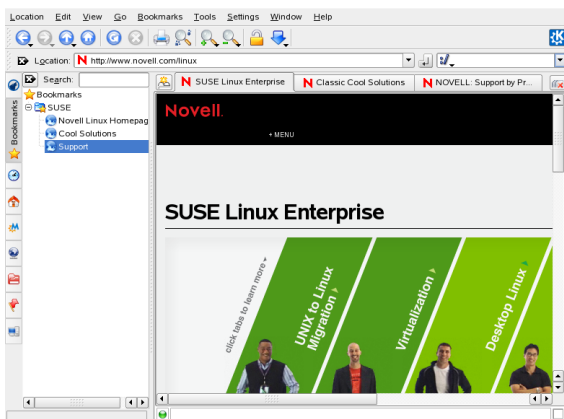 Location Edit View Go Bookmarks Tools Settings Window Help
Location: http://www.novell.com/linux
Search:
SUSE Linux Enterprise
Classic Cool Solutions
NOVELL: Support by Pr...
Bookmarks
Bookmarks
SUSE
Novell Linux Homepag
Cool Solutions
Support
Novell.
+ MENU
SUSE Linux Enterprise
click tabs to learn more
UNIX to Linux
Migration
Virtualization
Desktop Linux